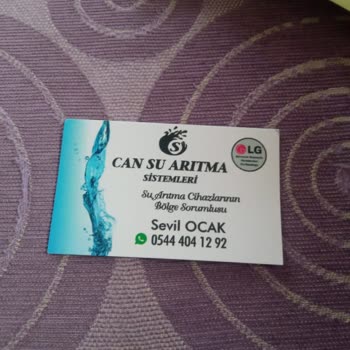 S
LG
CAN SU ARITMA
SİSTEMLERİ
Su Arıtma Cihazlarının
Bölge Sorumlusu
Sevil OCAK
0544 404 12 92